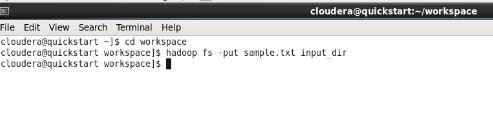 cloudera@quickstart:~/workspace
File Edit View Search Terminal Help
cloudera@quickstart ~]$ cd workspace
cloudera@quickstart workspace]$ hadoop fs -put sample.txt input_dir
cloudera@quickstart workspace]$